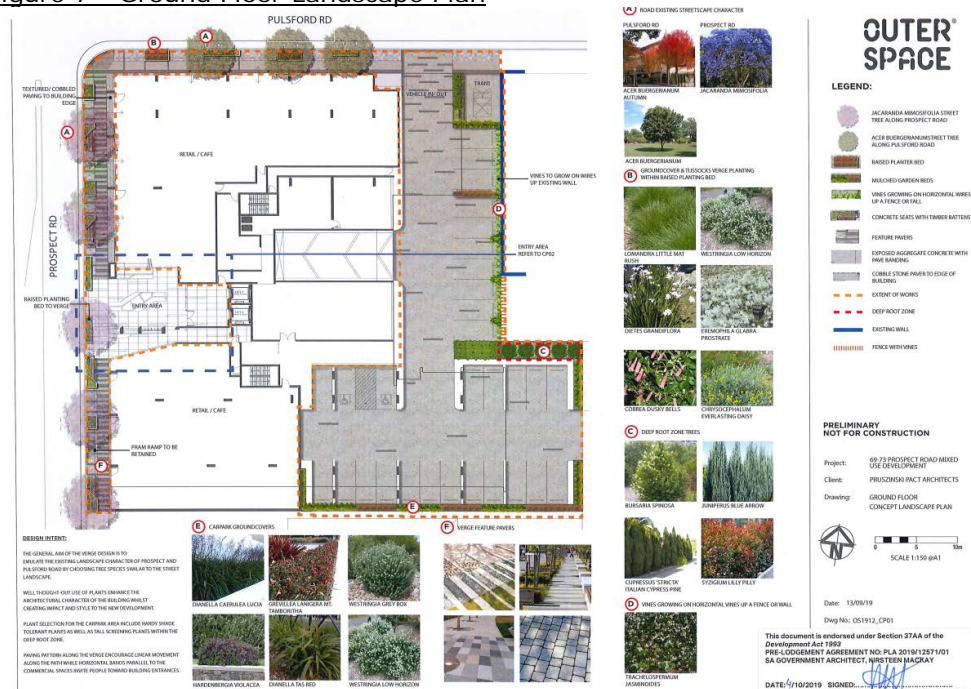 Figure 7 – Ground Floor Landscape Plan
PULSFORD RD
B
A
TEXTURED/ COBBLED
PAVING TO BUILDING
EDGE
VEHICLE IN/OUT
TRANS
A
RETAIL / CAFE
VINES TO GROW ON WIRES
UP EXISTING WALL
D
PROSPECT RD
ENTRY AREA
REFER TO CP02
RAISED PLANTING
BED TO VERGE
ENTRY AREA
C
RETAIL / CAFE
PRAM RAMP TO BE
RETAINED
F
E
A ROAD EXISTING STREETSCAPE CHARACTER
PULSFORD RD
PROSPECT RD
ACER BUERGERIANUM
AUTUMN
JACARANDA MIMOSIFOLIA
ACER BUERGERIANUM
B GROUNDCOVER & TUSSOCKS VERGE PLANTING
WITHIN RAISED PLANTING BED
LOMANDRA LITTLE MAT
RUSH
WESTRINGIA LOW HORIZON
DIETES GRANDIFLORA
EREMOPHILA GLABRA
PROSTRATE
CORREA DUSKY BELLS
CHRYSOCEPHALUM
EVERLASTING DAISY
C DEEP ROOT ZONE TREES
BURSARIA SPINOSA
JUNIFERUS BLUE ARROW
CUPRESSUS 'STRICTA'
ITALIAN CYPRESS PINE
SYZIGIUM LILLY PILLY
D VINES GROWING ON HORIZONTAL VINES UP A FENCE OR WALL
TRACHELOSPERMUM
JASMINOIDES
OUTER
SPACE
LEGEND:
JACARANDA MIMOSIFOLIA STREET
TREE ALONG PROSPECT ROAD
ACER BUERGERIANUMSTREET TREE
ALONG PULSFORD ROAD
RAISED PLANTER BED
MULCHED GARDEN BEDS
VINES GROWING ON HORIZONTAL WIRES
UP A FENCE OR FALL
CONCRETE SEATS WITH TIMBER BATTENS
FEATURE PAVERS
EXPOSED AGGREGATE CONCRETE WITH
PAVE BANDING
COBBLE STONE PAVER TO EDGE OF
BUILDING
EXTENT OF WORKS
DEEP ROOT ZONE
EXISTING WALL
FENCE WITH VINES
PRELIMINARY
NOT FOR CONSTRUCTION
Project: 69-73 PROSPECT ROAD MIXED
USE DEVELOPMENT
Client: PRUSZINSKI PACT ARCHITECTS
Drawing: GROUND FLOOR
CONCEPT LANDSCAPE PLAN
0 5 10m
SCALE 1:150 @A1
Date: 13/09/19
Dwg No.: OS1912_CP01
This document is endorsed under Section 37AA of the
Development Act 1993
PRE-LODGEMENT AGREEMENT NO: PLA 2019/12571/01
SA GOVERNMENT ARCHITECT, KIRSTEEN MACKAY
DATE: 4/10/2019 SIGNED:
DESIGN INTENT:
THE GENERAL AIM OF THE VERGE DESIGN IS TO
EMULATE THE EXISTING LANDSCAPE CHARACTER OF PROSPECT AND
PULSFORD ROAD BY CHOOSING TREE SPECIES SIMILAR TO THE STREET
LANDSCAPE.
WELL THOUGHT-OUT USE OF PLANTS ENHANCE THE
ARCHITECTURAL CHARACTER OF THE BUILDING WHILST
CREATING IMPACT AND STYLE TO THE NEW DEVELOPMENT.
PLANT SELECTION FOR THE CARPARK AREA INCLUDE HARDY SHADE
TOLERANT PLANTS AS WELL AS TALL SCREENING PLANTS WITHIN THE
DEEP ROOT ZONE.
PAVING PATTERN ALONG THE VERGE ENCOURAGE LINEAR MOVEMENT
ALONG THE PATH WHILE HORIZONTAL BANDS PARALLEL TO THE
COMMERCIAL SPACES INVITE PEOPLE TOWARD BUILDING ENTRANCES.
E CARPARK GROUNDCOVERS
DIANELLA CAERULEA LUCIA
GREVILLEA LANIGERA MT.
TAMBORITHA
WESTRINGIA GREY BOX
HARDENBERGIA VIOLACEA
DIANELLA TAS RED
WESTRINGIA LOW HORIZON
F VERGE FEATURE PAVERS